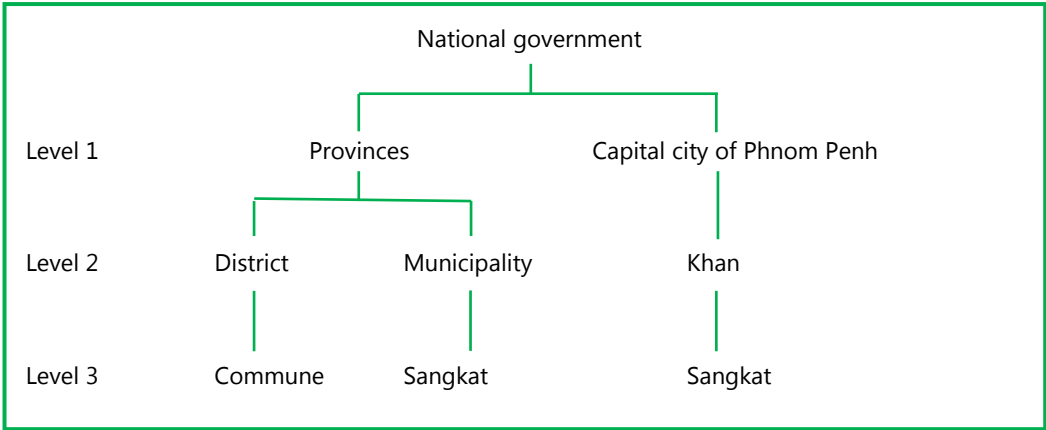 National government
Level 1 Provinces Capital city of Phnom Penh
Level 2 District Municipality Khan
Level 3 Commune Sangkat Sangkat